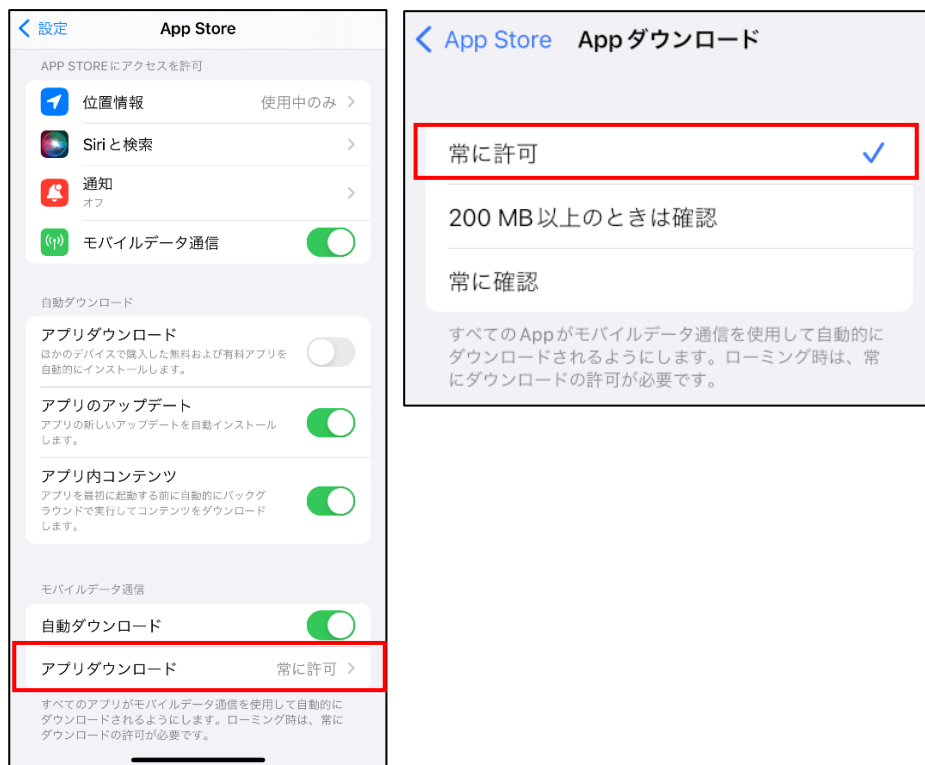 設定
App Store
APP STOREにアクセスを許可
位置情報
使用中のみ
Siriと検索
通知
オフ
モバイルデータ通信
自動ダウンロード
アプリダウンロード
ほかのデバイスで購入した無料および有料アプリを
自動的にインストールします。
アプリのアップデート
アプリの新しいアップデートを自動インストール
します。
アプリ内コンテンツ
アプリを最初に起動する前に自動的にバックグ
ラウンドで実行してコンテンツをダウンロード
します。
モバイルデータ通信
自動ダウンロード
アプリダウンロード
常に許可
すべてのアプリがモバイルデータ通信を使用して自動的に
ダウンロードされるようにします。ローミング時は、常に
ダウンロードの許可が必要です。
App Store
Appダウンロード
常に許可
200 MB以上のときは確認
常に確認
すべてのAppがモバイルデータ通信を使用して自動的に
ダウンロードされるようにします。ローミング時は、常
にダウンロードの許可が必要です。